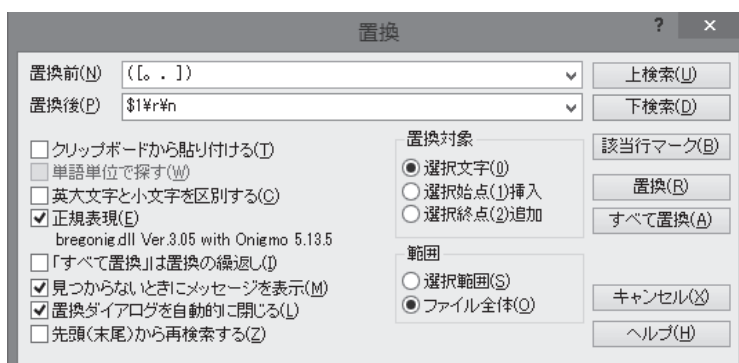 置換
? ×
置換前(N) ([。．])
置換後(P) $1¥r¥n
クリップボードから貼り付ける(T)
単語単位で探す(W)
英大文字と小文字を区別する(C)
正規表現(E)
bregonig.dll Ver.3.05 with Onigmo 5.13.5
「すべて置換」は置換の繰返し(I)
見つからないときにメッセージを表示(M)
置換ダイアログを自動的に閉じる(L)
先頭(末尾)から再検索する(Z)
置換対象
選択文字(0)
選択始点(1)挿入
選択終点(2)追加
範囲
選択範囲(S)
ファイル全体(O)
上検索(U)
下検索(D)
該当行マーク(B)
置換(R)
すべて置換(A)
キャンセル(X)
ヘルプ(H)